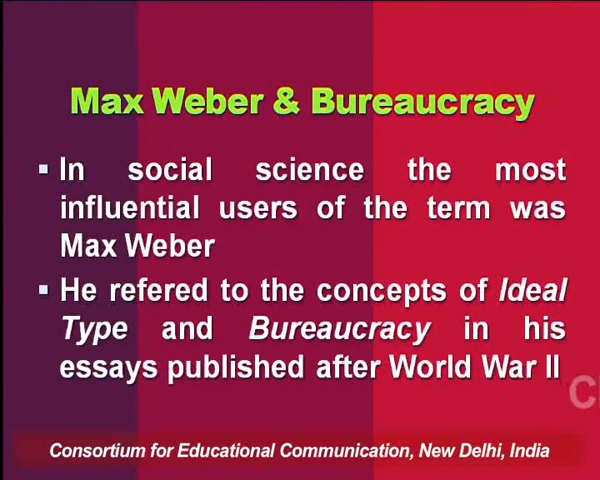 Max Weber & Bureaucracy
▪ In social science the most
influential users of the term was
Max Weber
▪ He refered to the concepts of Ideal
Type and Bureaucracy in his
essays published after World War II
C
Consortium for Educational Communication, New Delhi, India